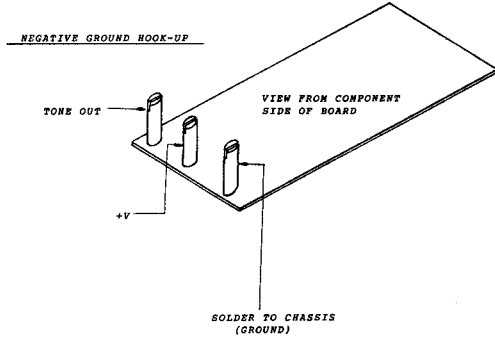 NEGATIVE GROUND HOOK-UP
TONE OUT
VIEW FROM COMPONENT
SIDE OF BOARD
+V
SOLDER TO CHASSIS
(GROUND)